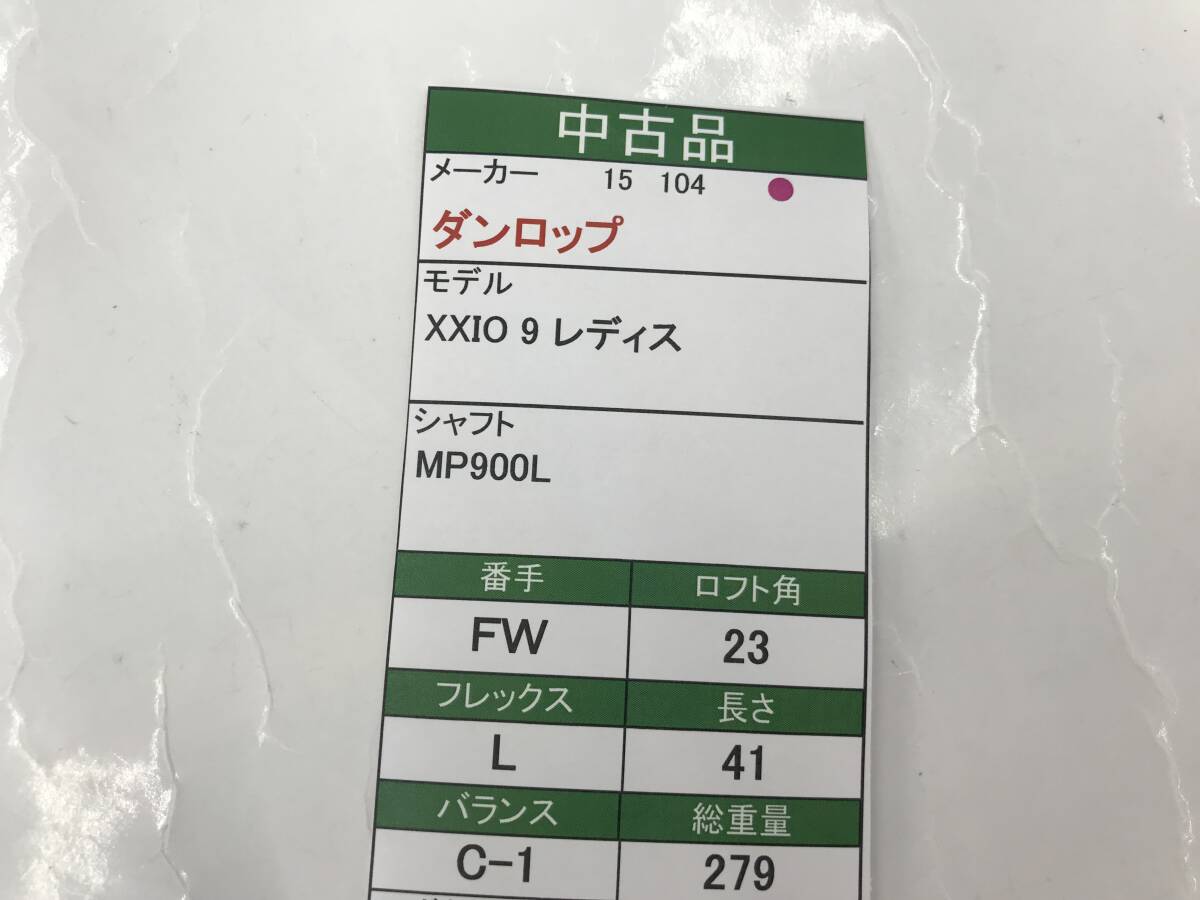 中古品
メーカー 15 104
ダンロップ
モデル
XXIO 9 レディス
シャフト
MP900L
番手 ロフト角
FW 23
フレックス 長さ
L 41
バランス 総重量
C-1 279